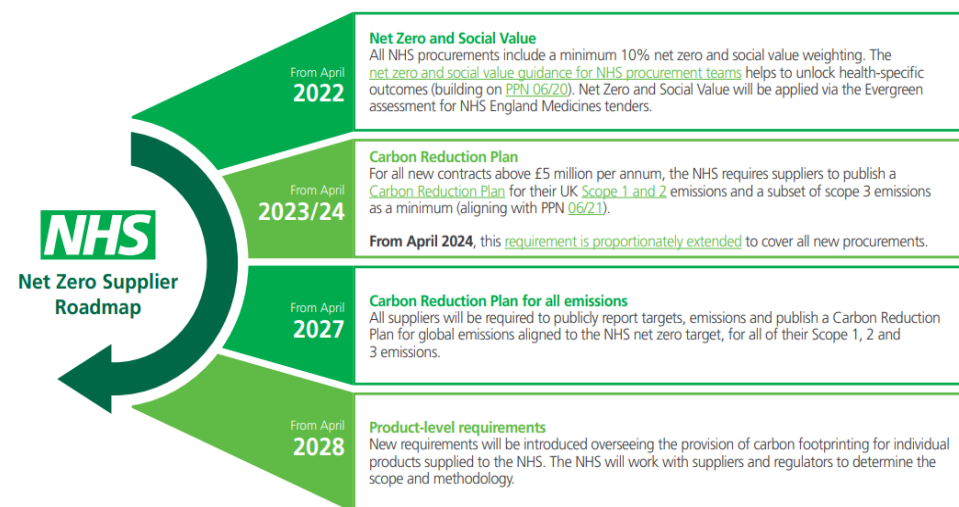 NHS
Net Zero Supplier
Roadmap
From April
2022
Net Zero and Social Value
All NHS procurements include a minimum 10% net zero and social value weighting. The
net zero and social value guidance for NHS procurement teams helps to unlock health-specific
outcomes (building on PPN 06/20). Net Zero and Social Value will be applied via the Evergreen
assessment for NHS England Medicines tenders.
From April
2023/24
Carbon Reduction Plan
For all new contracts above £5 million per annum, the NHS requires suppliers to publish a
Carbon Reduction Plan for their UK Scope 1 and 2 emissions and a subset of scope 3 emissions
as a minimum (aligning with PPN 06/21).
From April 2024, this requirement is proportionately extended to cover all new procurements.
From April
2027
Carbon Reduction Plan for all emissions
All suppliers will be required to publicly report targets, emissions and publish a Carbon Reduction
Plan for global emissions aligned to the NHS net zero target, for all of their Scope 1, 2 and
3 emissions.
From April
2028
Product-level requirements
New requirements will be introduced overseeing the provision of carbon footprinting for individual
products supplied to the NHS. The NHS will work with suppliers and regulators to determine the
scope and methodology.